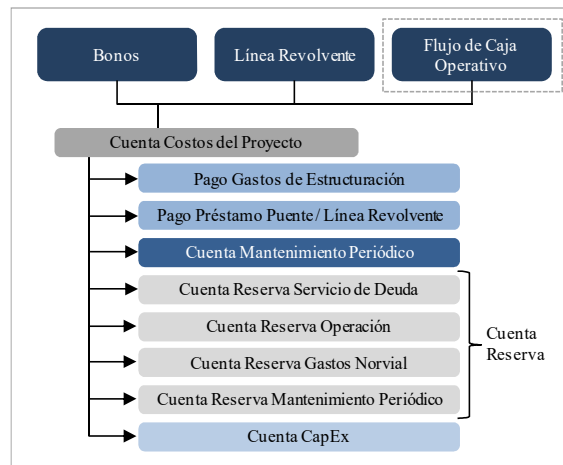 Bonos
Línea Revolvente
Flujo de Caja
Operativo
Cuenta Costos del Proyecto
Pago Gastos de Estructuración
Pago Préstamo Puente / Línea Revolvente
Cuenta Mantenimiento Periódico
Cuenta Reserva Servicio de Deuda
Cuenta Reserva Operación
Cuenta Reserva Gastos Norvial
Cuenta Reserva Mantenimiento Periódico
Cuenta
Reserva
Cuenta CapEx